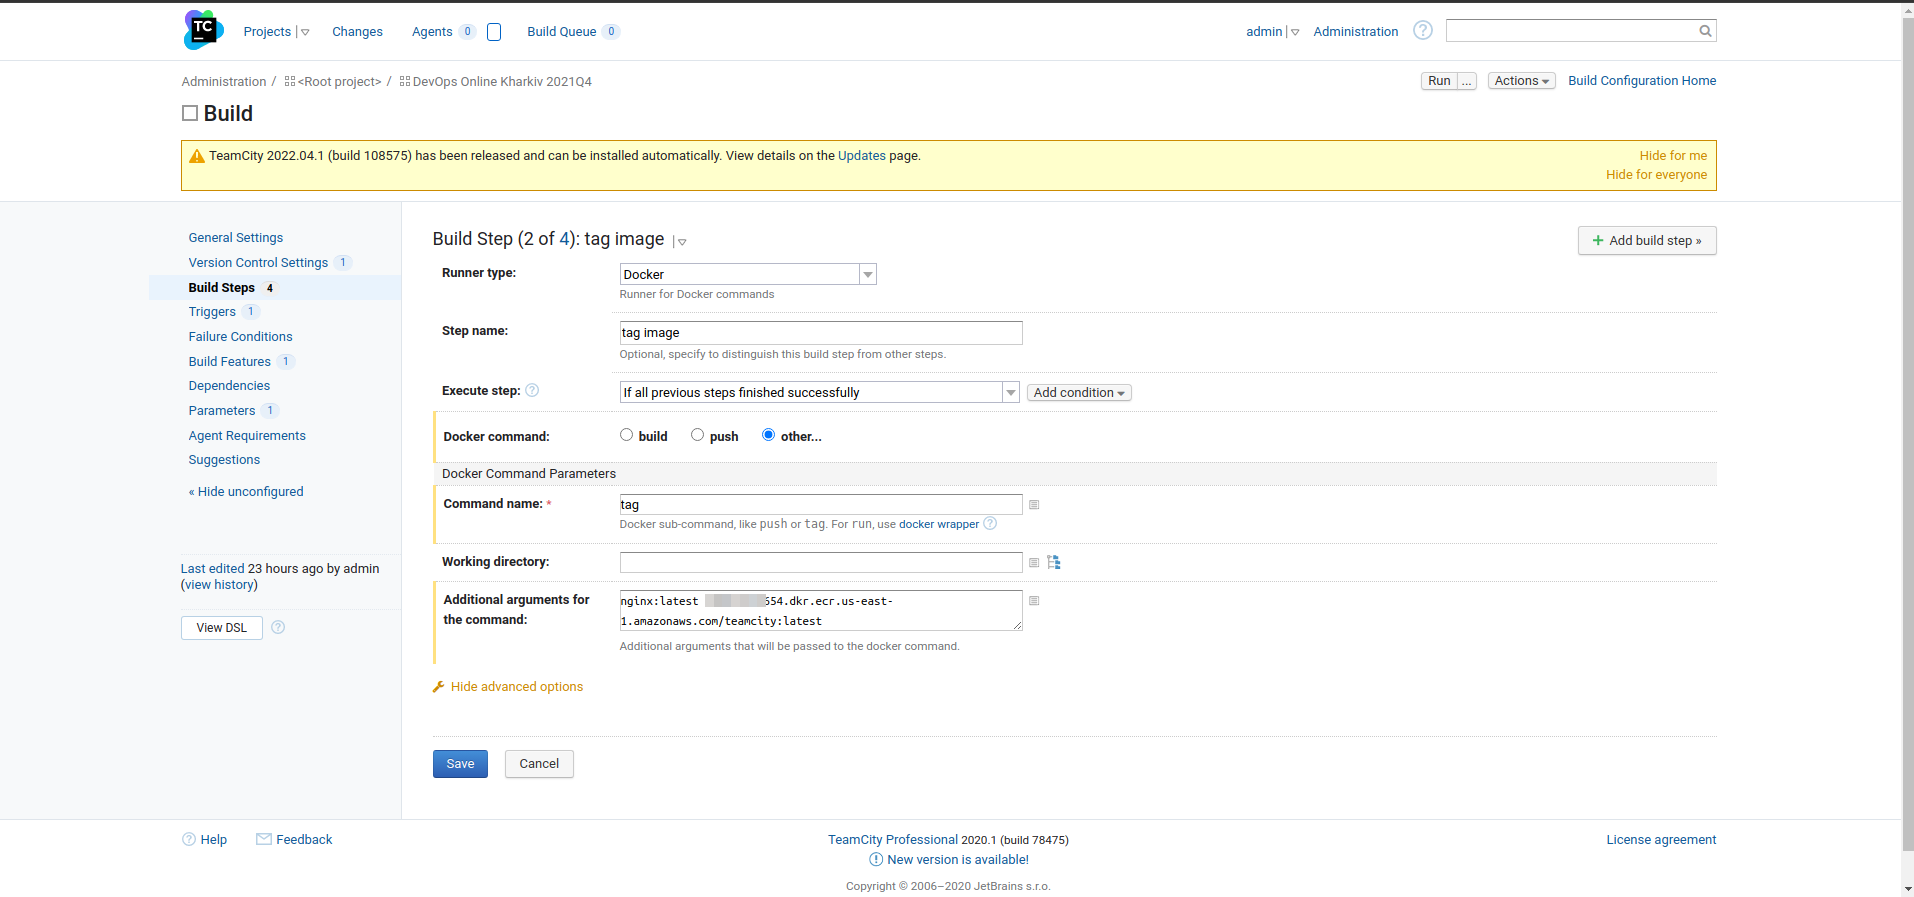 TC
Projects
Changes
Agents 0
Build Queue 0
admin
Administration
Administration / <Root project> / DevOps Online Kharkiv 2021Q4
Run ...
Actions
Build Configuration Home
Build
TeamCity 2022.04.1 (build 108575) has been released and can be installed automatically. View details on the Updates page.
Hide for me
Hide for everyone
General Settings
Version Control Settings 1
Build Steps 4
Triggers 1
Failure Conditions
Build Features 1
Dependencies
Parameters 1
Agent Requirements
Suggestions
« Hide unconfigured
Last edited 23 hours ago by admin
(view history)
View DSL ?
Build Step (2 of 4): tag image
+ Add build step »
Runner type:
Docker
Runner for Docker commands
Step name:
tag image
Optional, specify to distinguish this build step from other steps.
Execute step: ?
If all previous steps finished successfully
Add condition
Docker command:
build push other...
Docker Command Parameters
Command name: *
tag
Docker sub-command, like push or tag. For run, use docker wrapper ?
Working directory:
Additional arguments for
the command:
nginx:latest 654.dkr.ecr.us-east-
1.amazonaws.com/teamcity:latest
Additional arguments that will be passed to the docker command.
Hide advanced options
Save
Cancel
? Help
Feedback
TeamCity Professional 2020.1 (build 78475)
New version is available!
Copyright © 2006–2020 JetBrains s.r.o.
License agreement